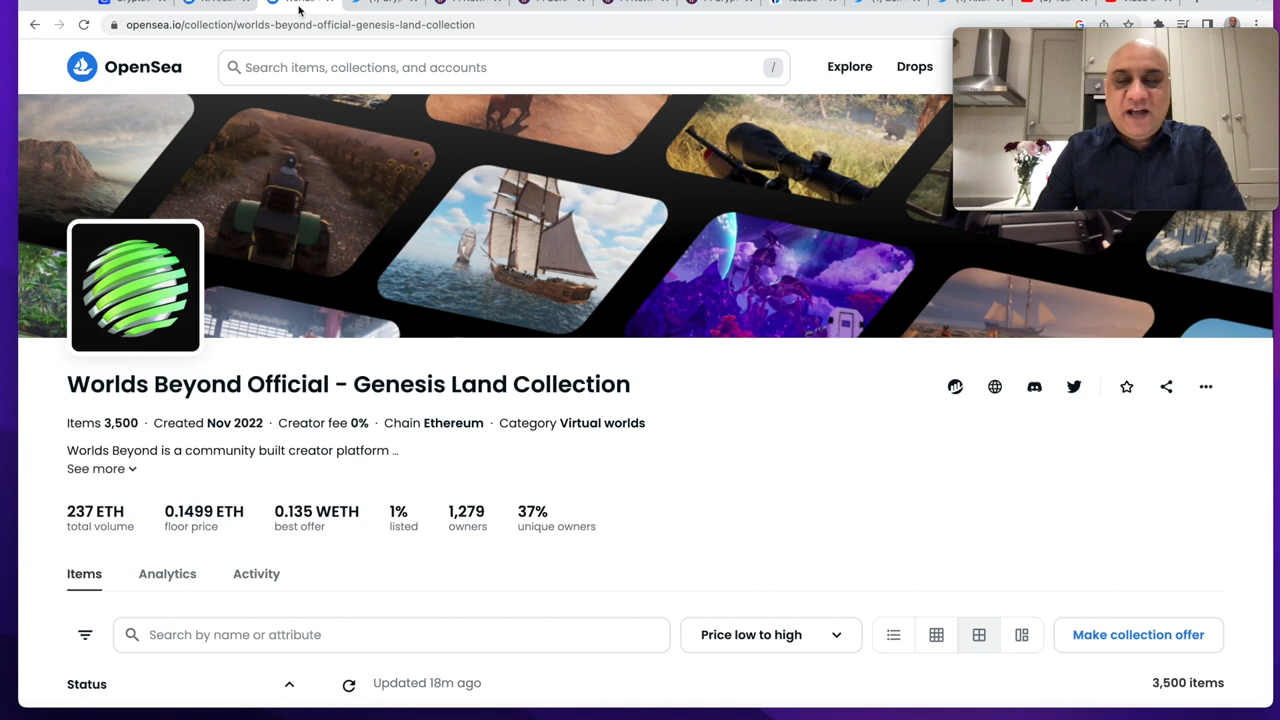 opensea.io/collection/worlds-beyond-official-genesis-land-collection
OpenSea
Search items, collections, and accounts
/
Explore
Drops
Worlds Beyond Official - Genesis Land Collection
Items 3,500 · Created Nov 2022 · Creator fee 0% · Chain Ethereum · Category Virtual worlds
Worlds Beyond is a community built creator platform ...
See more
237 ETH 0.1499 ETH 0.135 WETH 1% 1,279 37%
total volume floor price best offer listed owners unique owners
Items Analytics Activity
Search by name or attribute
Price low to high
Make collection offer
Status
Updated 18m ago
3,500 items